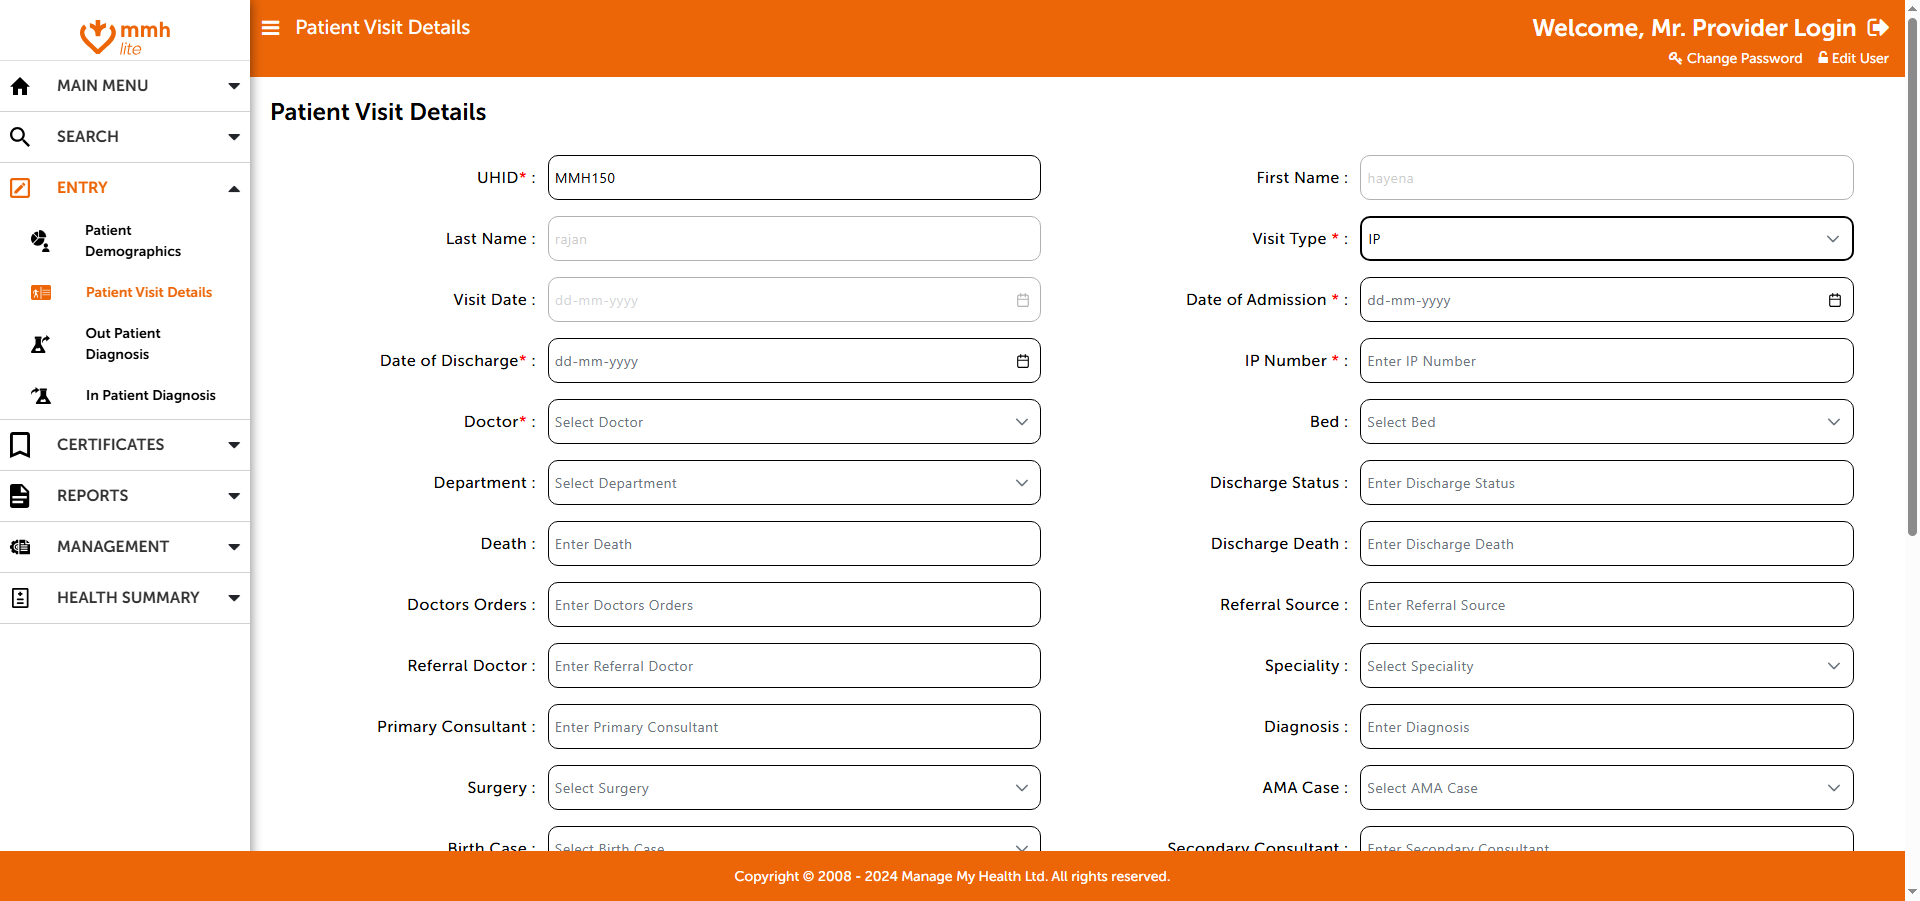 mmh
lite
Patient Visit Details
Welcome, Mr. Provider Login
Change Password
Edit User
MAIN MENU
SEARCH
ENTRY
Patient
Demographics
Patient Visit Details
Out Patient
Diagnosis
In Patient Diagnosis
CERTIFICATES
REPORTS
MANAGEMENT
HEALTH SUMMARY
Patient Visit Details
UHID* : MMH150
First Name : hayena
Last Name : rajan
Visit Type * : IP
Visit Date : dd-mm-yyyy
Date of Admission * : dd-mm-yyyy
Date of Discharge* : dd-mm-yyyy
IP Number * : Enter IP Number
Doctor* : Select Doctor
Bed : Select Bed
Department : Select Department
Discharge Status : Enter Discharge Status
Death : Enter Death
Discharge Death : Enter Discharge Death
Doctors Orders : Enter Doctors Orders
Referral Source : Enter Referral Source
Referral Doctor : Enter Referral Doctor
Speciality : Select Speciality
Primary Consultant : Enter Primary Consultant
Diagnosis : Enter Diagnosis
Surgery : Select Surgery
AMA Case : Select AMA Case
Birth Case : Select Birth Case
Secondary Consultant : Enter Secondary Consultant
Copyright © 2008 - 2024 Manage My Health Ltd. All rights reserved.